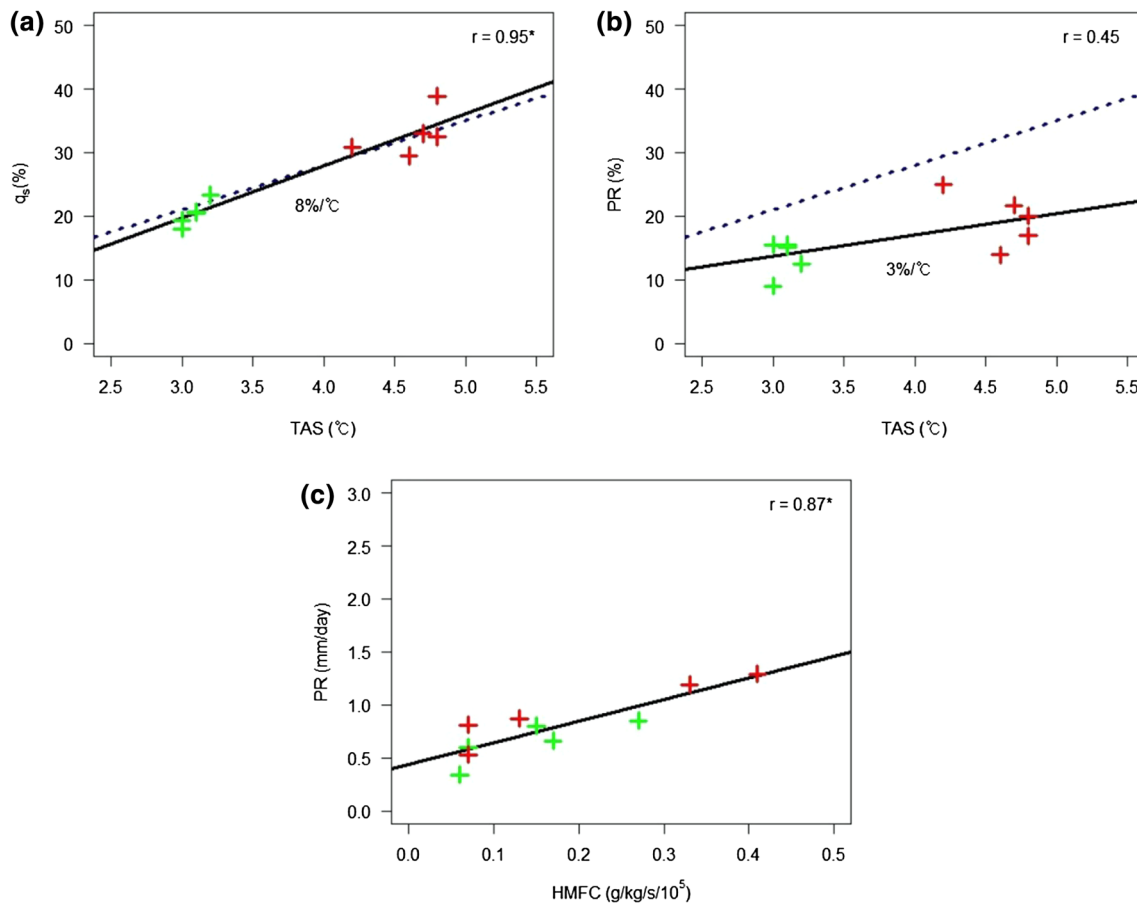 (a)
r = 0.95*
qs(%)
50
40
30
20
10
0
8%/℃
2.5 3.0 3.5 4.0 4.5 5.0 5.5
TAS (℃)
(b)
r = 0.45
PR (%)
50
40
30
20
10
0
3%/℃
2.5 3.0 3.5 4.0 4.5 5.0 5.5
TAS (℃)
(c)
r = 0.87*
PR (mm/day)
3.0
2.5
2.0
1.5
1.0
0.5
0.0
0.0 0.1 0.2 0.3 0.4 0.5
HMFC (g/kg/s/10⁵)